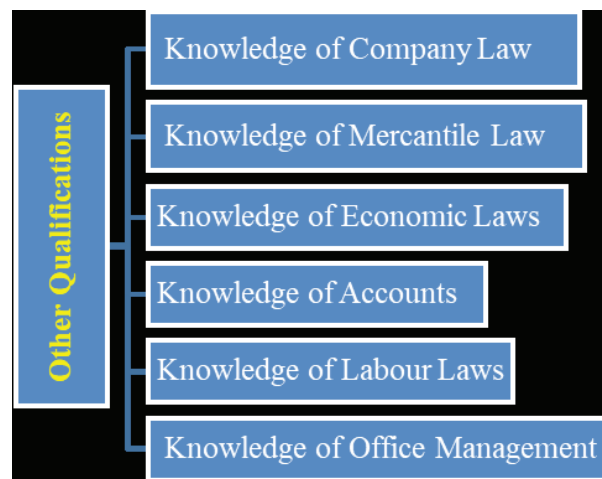 Other Qualifications
Knowledge of Company Law
Knowledge of Mercantile Law
Knowledge of Economic Laws
Knowledge of Accounts
Knowledge of Labour Laws
Knowledge of Office Management